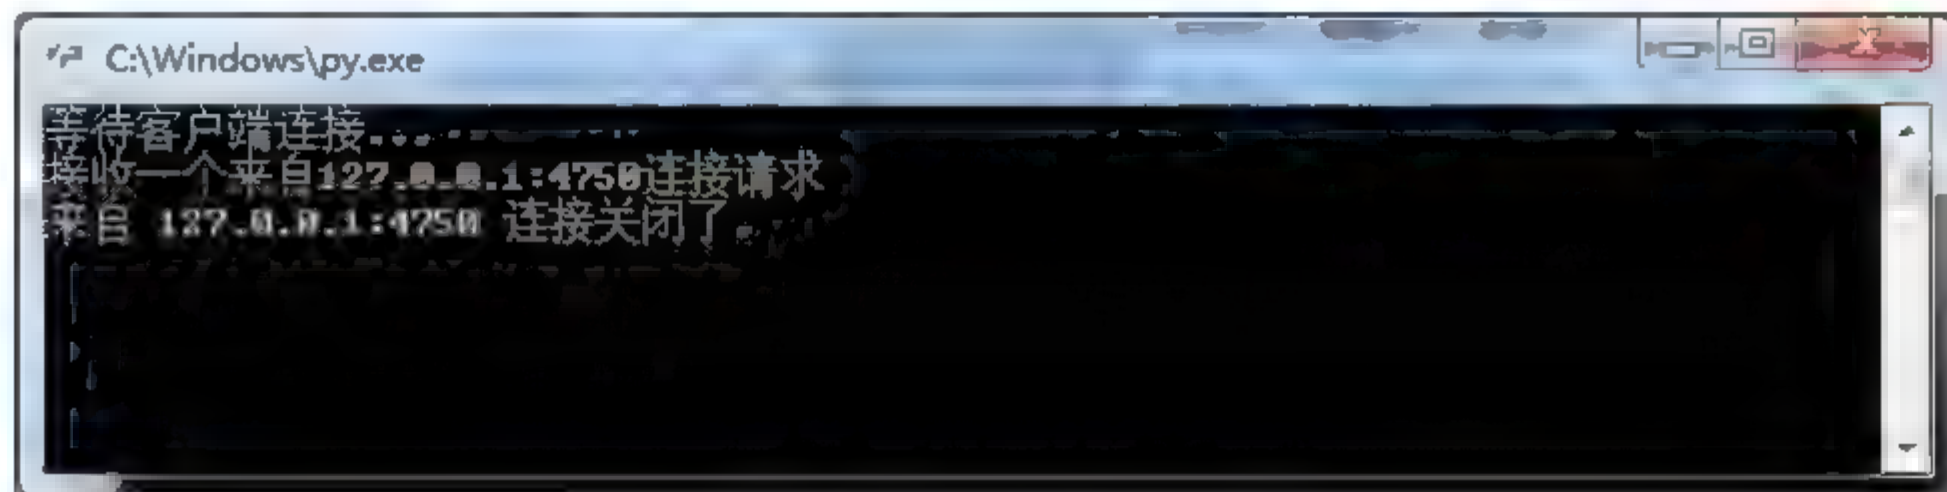 C:\Windows\py.exe
等待客户端连接......
接收一个来自127.0.0.1:4750连接请求
来自 127.0.0.1:4750 连接关闭了。